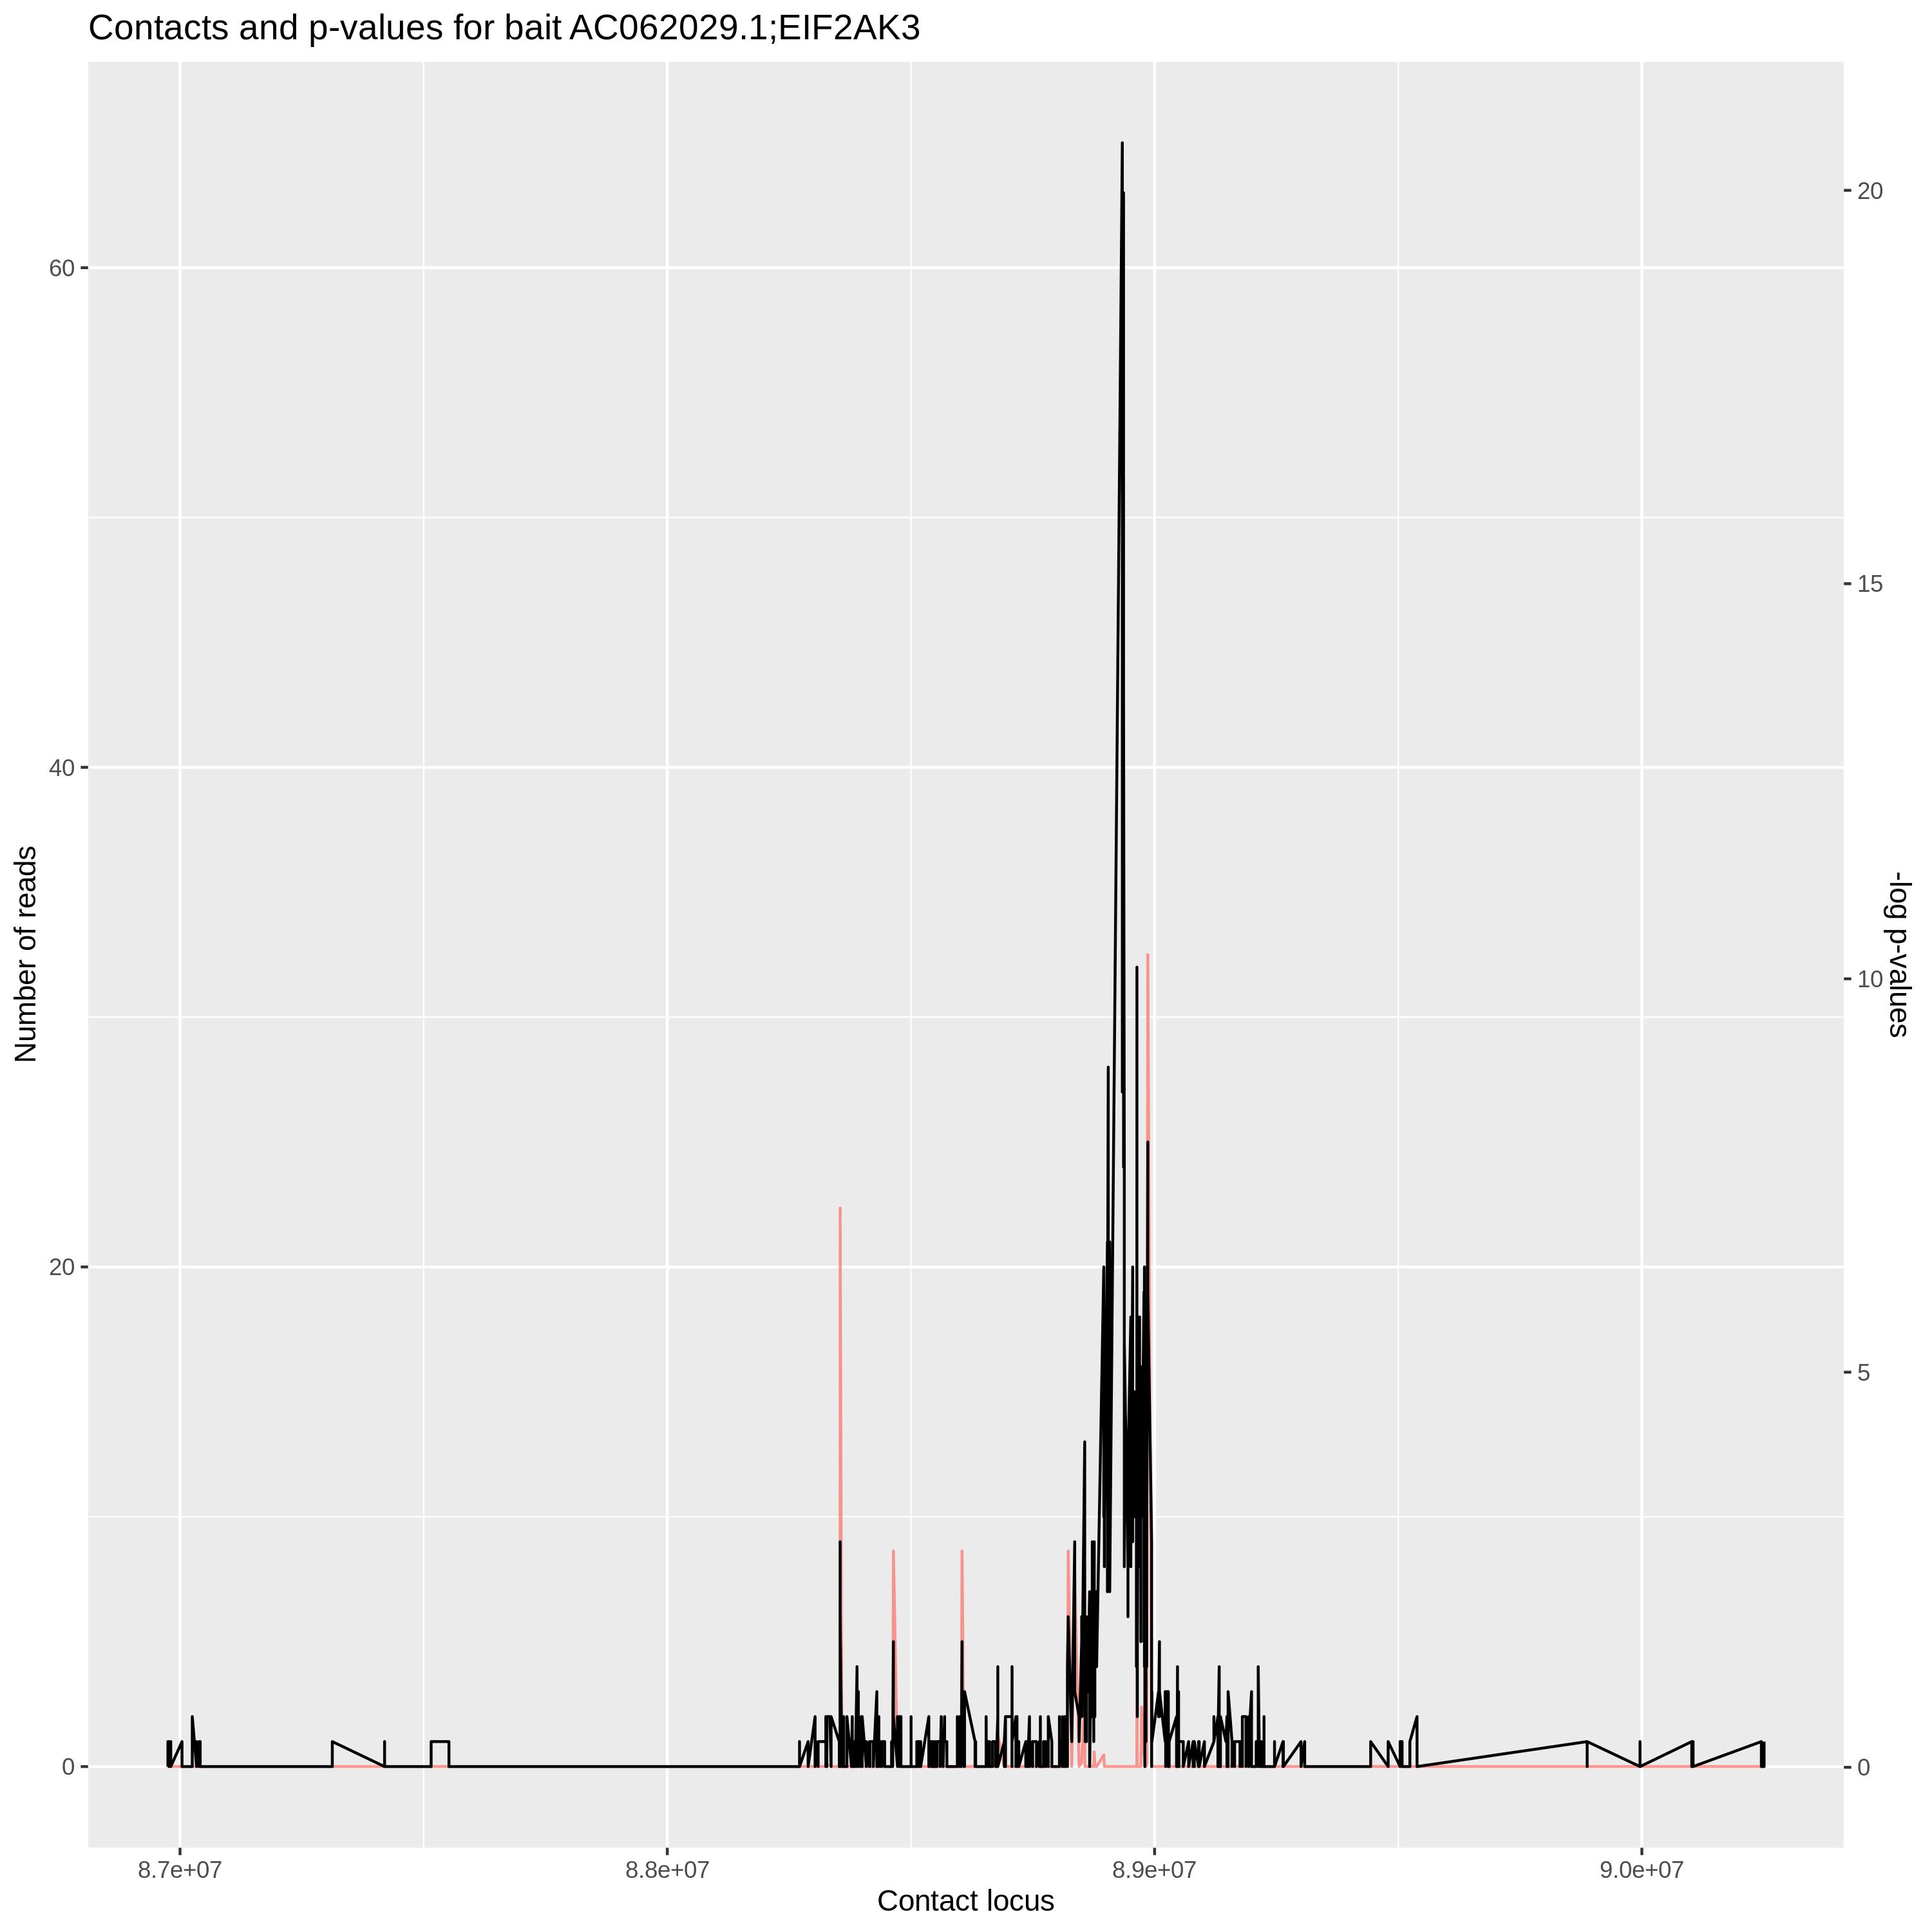 Contacts and p-values for bait AC062029.1;EIF2AK3
60
40
20
0
Number of reads
20
15
10
5
0
-log p-values
8.7e+07 8.8e+07 8.9e+07 9.0e+07
Contact locus